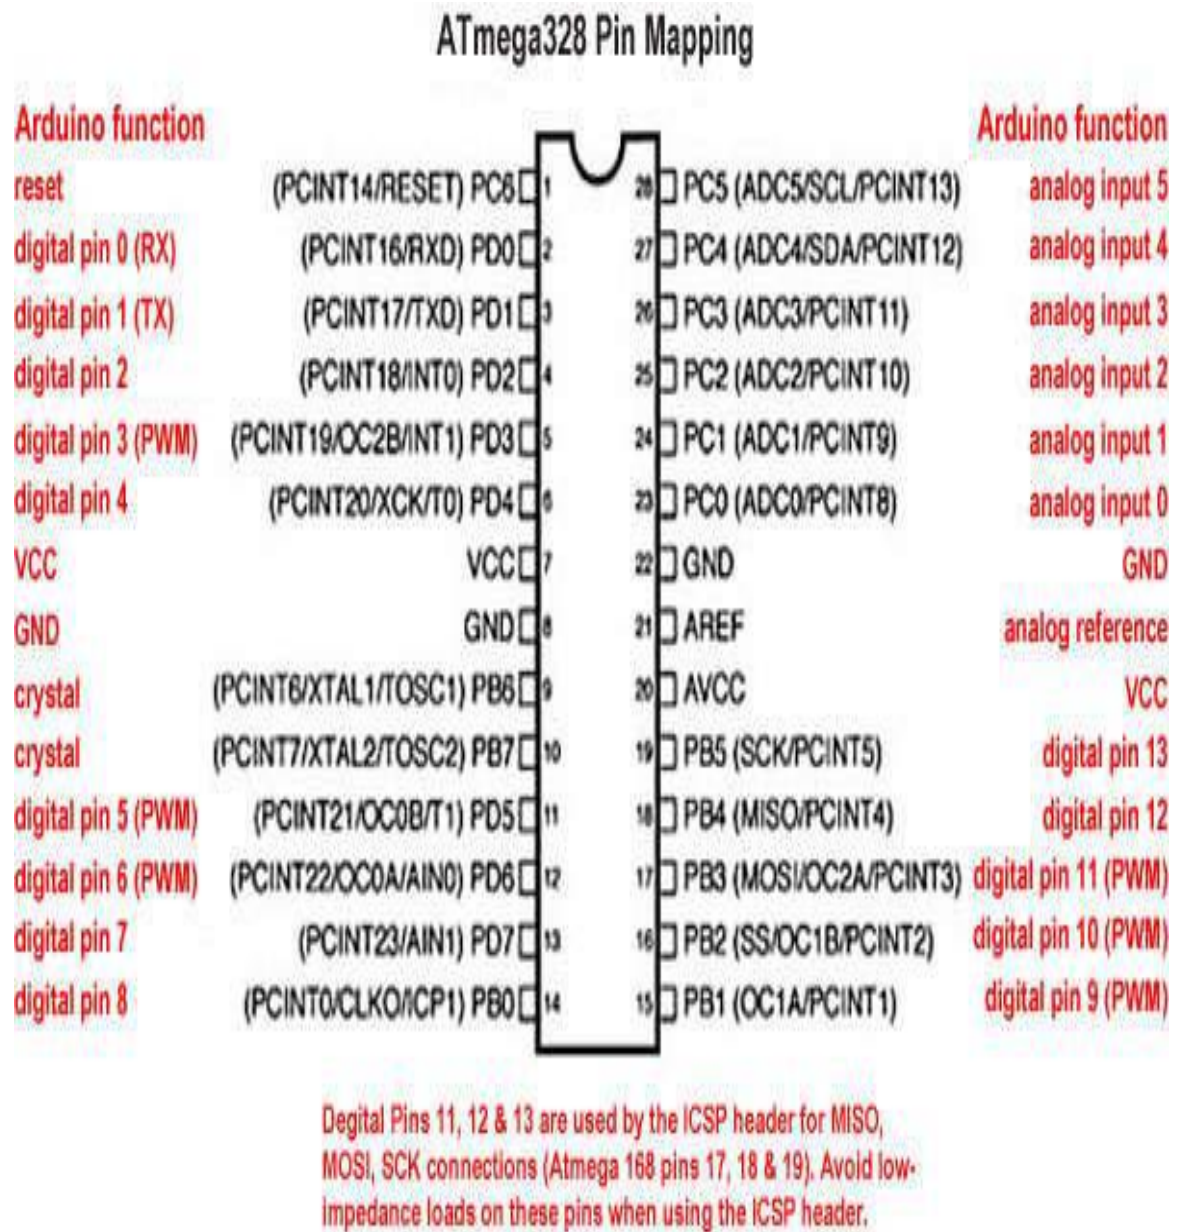 ATmega328 Pin Mapping
Arduino function Arduino function
reset (PCINT14/RESET) PC6 1 28 PC5 (ADC5/SCL/PCINT13) analog input 5
digital pin 0 (RX) (PCINT16/RXD) PD0 2 27 PC4 (ADC4/SDA/PCINT12) analog input 4
digital pin 1 (TX) (PCINT17/TXD) PD1 3 26 PC3 (ADC3/PCINT11) analog input 3
digital pin 2 (PCINT18/INT0) PD2 4 25 PC2 (ADC2/PCINT10) analog input 2
digital pin 3 (PWM) (PCINT19/OC2B/INT1) PD3 5 24 PC1 (ADC1/PCINT9) analog input 1
digital pin 4 (PCINT20/XCK/T0) PD4 6 23 PC0 (ADC0/PCINT8) analog input 0
VCC VCC 7 22 GND GND
GND GND 8 21 AREF analog reference
crystal (PCINT6/XTAL1/TOSC1) PB6 9 20 AVCC VCC
crystal (PCINT7/XTAL2/TOSC2) PB7 10 19 PB5 (SCK/PCINT5) digital pin 13
digital pin 5 (PWM) (PCINT21/OC0B/T1) PD5 11 18 PB4 (MISO/PCINT4) digital pin 12
digital pin 6 (PWM) (PCINT22/OC0A/AIN0) PD6 12 17 PB3 (MOSI/OC2A/PCINT3) digital pin 11 (PWM)
digital pin 7 (PCINT23/AIN1) PD7 13 16 PB2 (SS/OC1B/PCINT2) digital pin 10 (PWM)
digital pin 8 (PCINT0/CLKO/ICP1) PB0 14 15 PB1 (OC1A/PCINT1) digital pin 9 (PWM)
Degital Pins 11, 12 & 13 are used by the ICSP header for MISO,
MOSI, SCK connections (Atmega 168 pins 17, 18 & 19). Avoid low-
impedance loads on these pins when using the ICSP header.